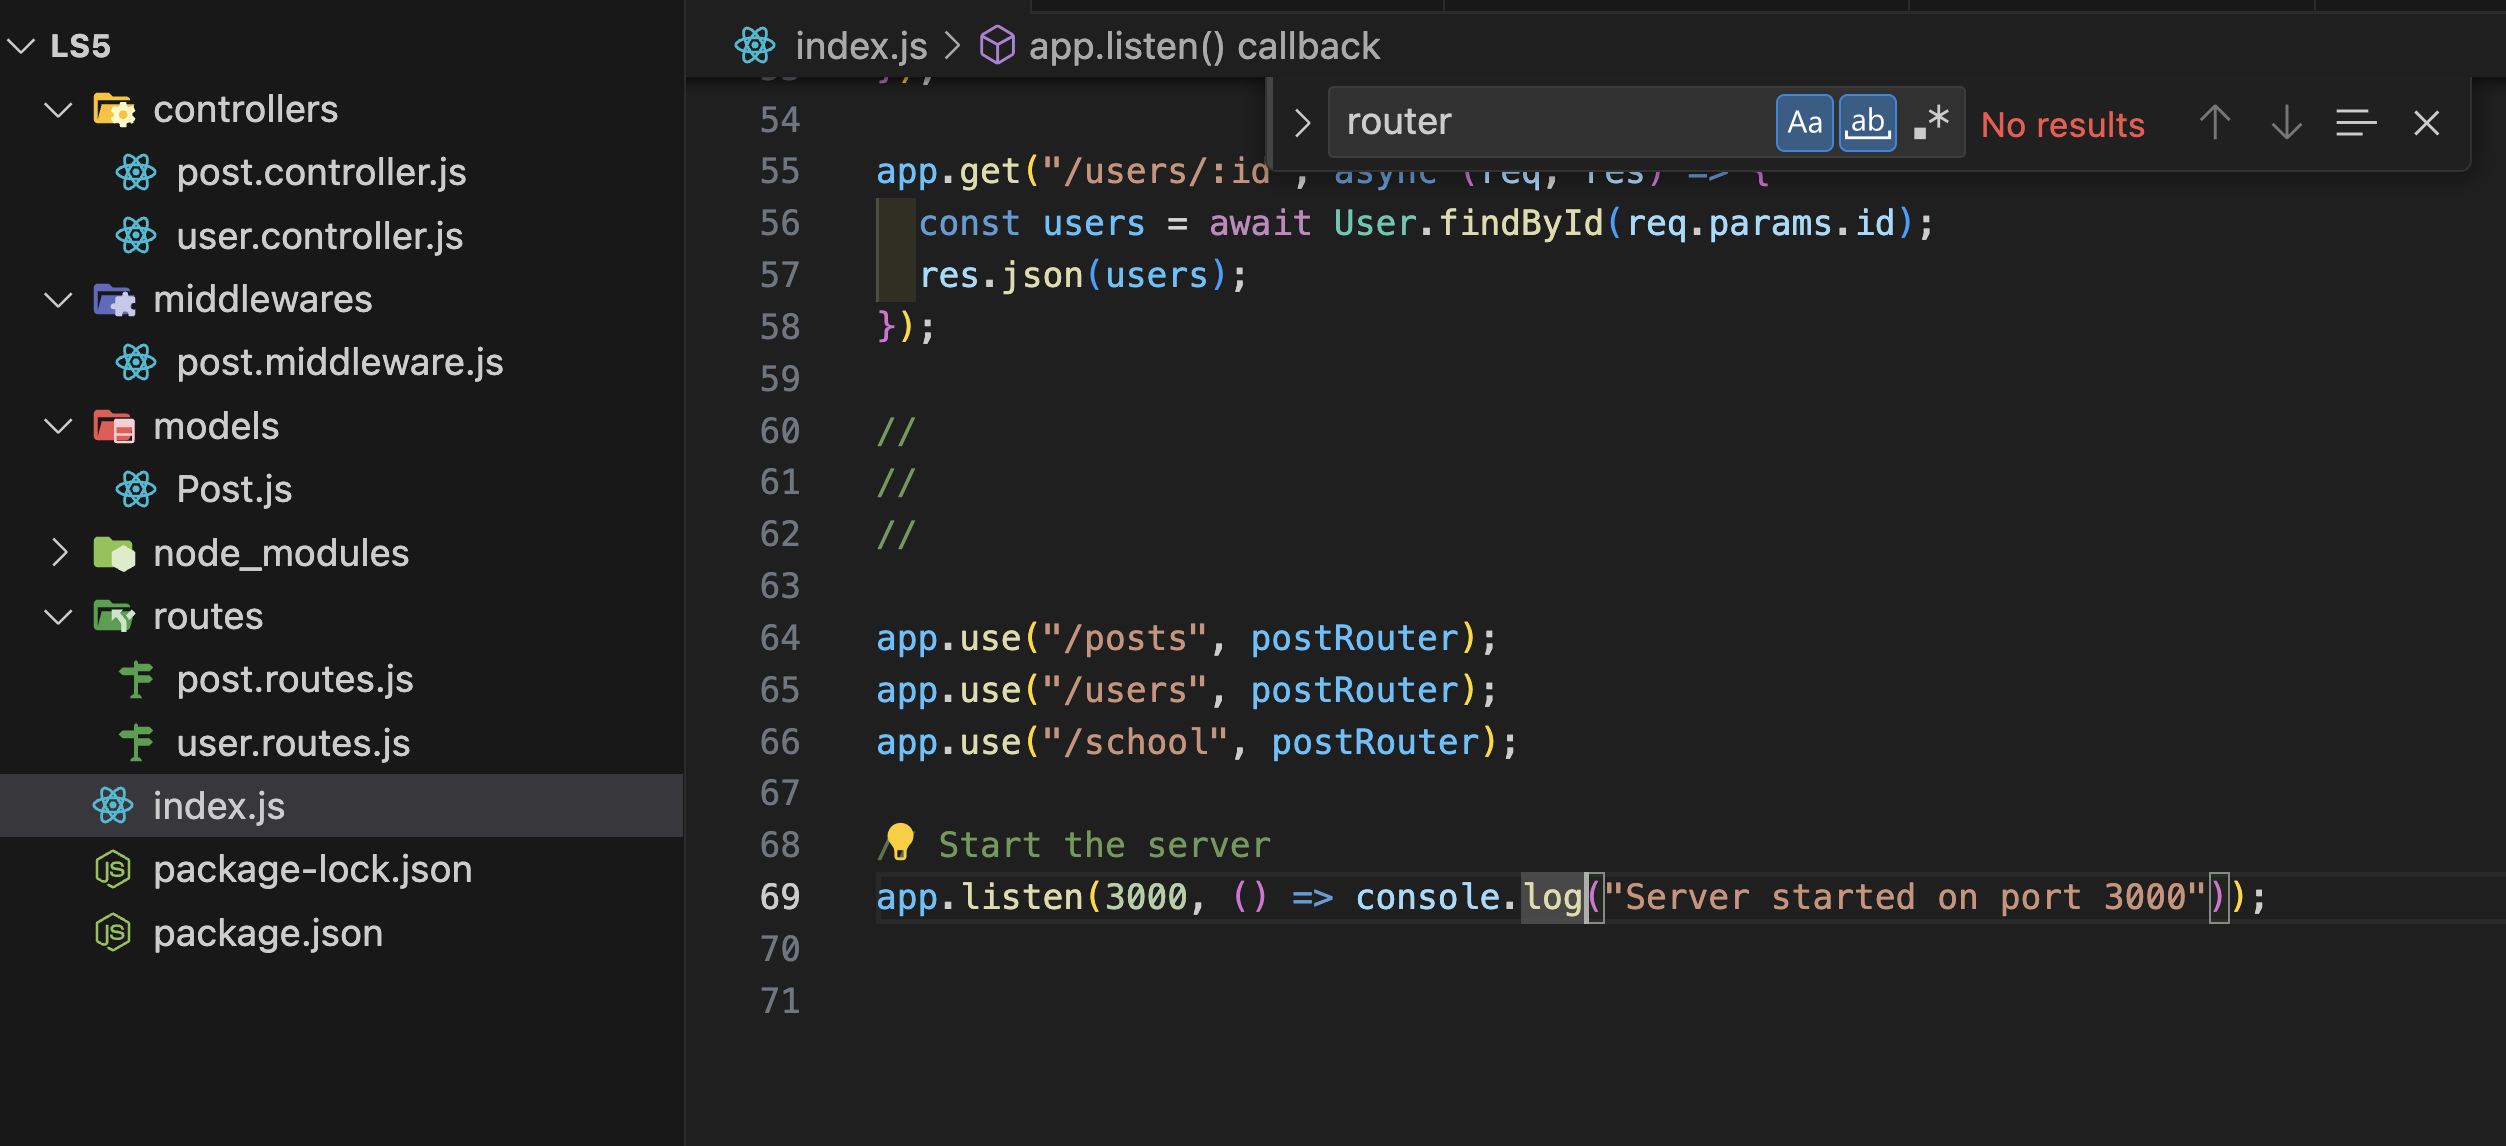 LS5
controllers
post.controller.js
user.controller.js
middlewares
post.middleware.js
models
Post.js
node_modules
routes
post.routes.js
user.routes.js
index.js
package-lock.json
package.json
index.js > app.listen() callback
router Aa ab .* No results
54
55 app.get("/users/:id", async (req, res) => {
56 const users = await User.findById(req.params.id);
57 res.json(users);
58 });
59
60 //
61 //
62 //
63
64 app.use("/posts", postRouter);
65 app.use("/users", postRouter);
66 app.use("/school", postRouter);
67
68 // Start the server
69 app.listen(3000, () => console.log("Server started on port 3000"));
70
71